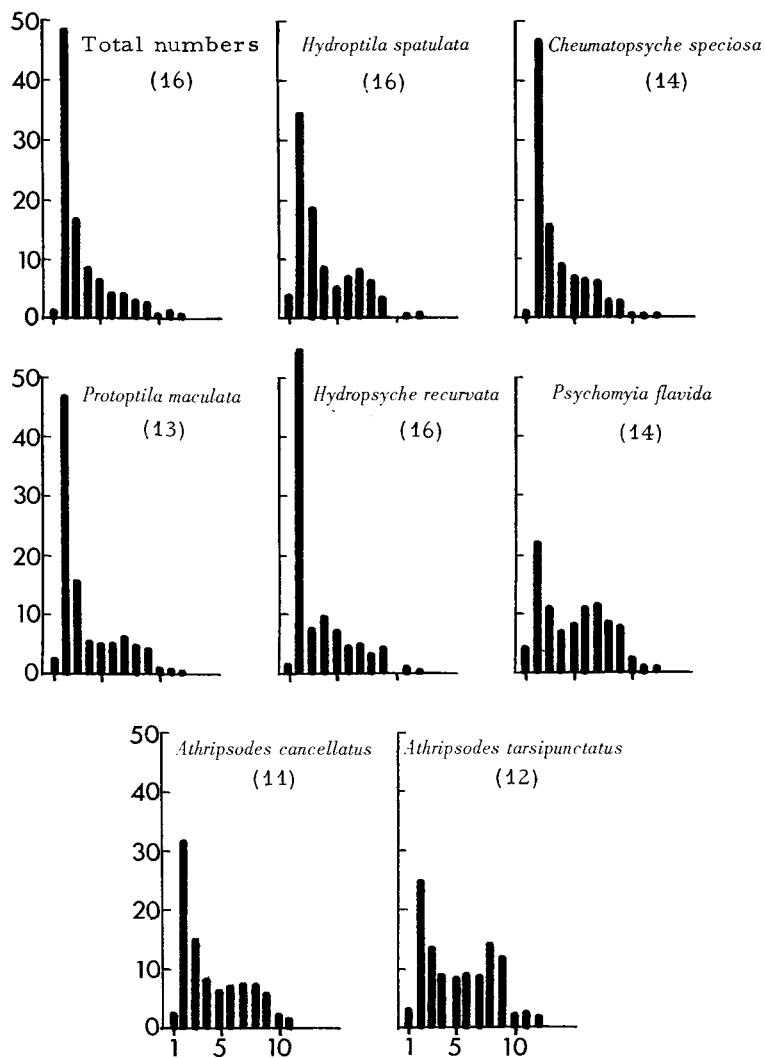 50
40
30
20
10
0
Total numbers
(16)
Hydroptila spatulata
(16)
Cheumatopsyche speciosa
(14)
50
40
30
20
10
0
Protoptila maculata
(13)
Hydropsyche recurvata
(16)
Psychomyia flavida
(14)
50
40
30
20
10
0
Athripsodes cancellatus
(11)
Athripsodes tarsipunctatus
(12)
1 5 10
1 5 10